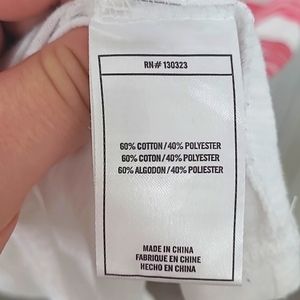 RN# 130323
60% COTTON/40% POLYESTER
60% COTON/40% POLYESTER
60% ALGODON/40% POLIESTER
MADE IN CHINA
FABRIQUE EN CHINE
HECHO EN CHINA